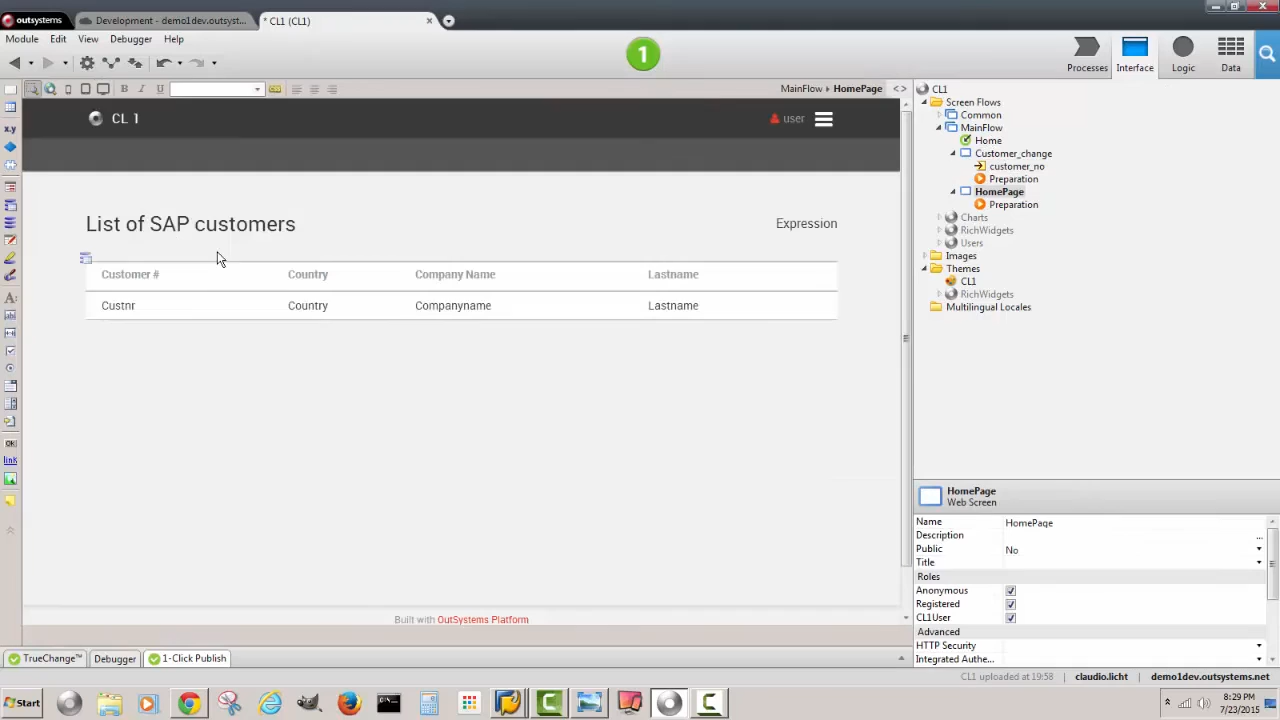 outsystems
Development - demo1dev.outsyst...
* CL1 (CL1)
Module Edit View Debugger Help
1
Processes Interface Logic Data
B I U
MainFlow HomePage <>
CL 1
user
List of SAP customers
Expression
Customer # Country Company Name Lastname
Custnr Country Companyname Lastname
Built with OutSystems Platform
x.y
OK
link
CL1
Screen Flows
Common
MainFlow
Home
Customer_change
customer_no
Preparation
HomePage
Preparation
Charts
RichWidgets
Users
Images
Themes
CL1
RichWidgets
Multilingual Locales
HomePage
Web Screen
Name HomePage
Description ...
Public No
Title
Roles
Anonymous
Registered
CL1User
Advanced
HTTP Security
Integrated Authe...
TrueChange™ Debugger 1-Click Publish
CL1 uploaded at 19:58 claudio.licht demo1dev.outsystems.net
Start
8:29 PM
7/23/2015